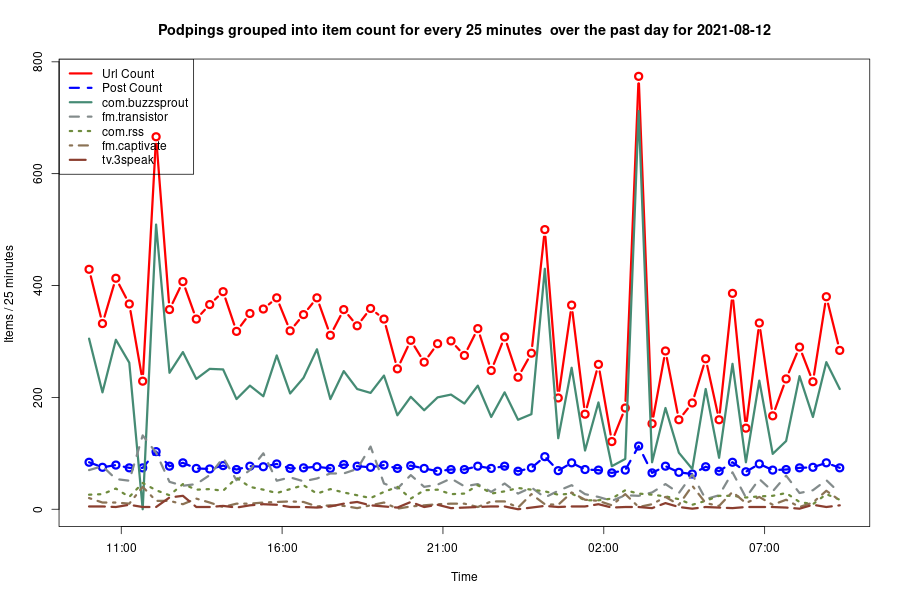 Podpings grouped into item count for every 25 minutes  over the past day for 2021-08-12
Items / 25 minutes
800
600
400
200
0
Url Count
Post Count
com.buzzsprout
fm.transistor
com.rss
fm.captivate
tv.3speak
11:00 16:00 21:00 02:00 07:00
Time